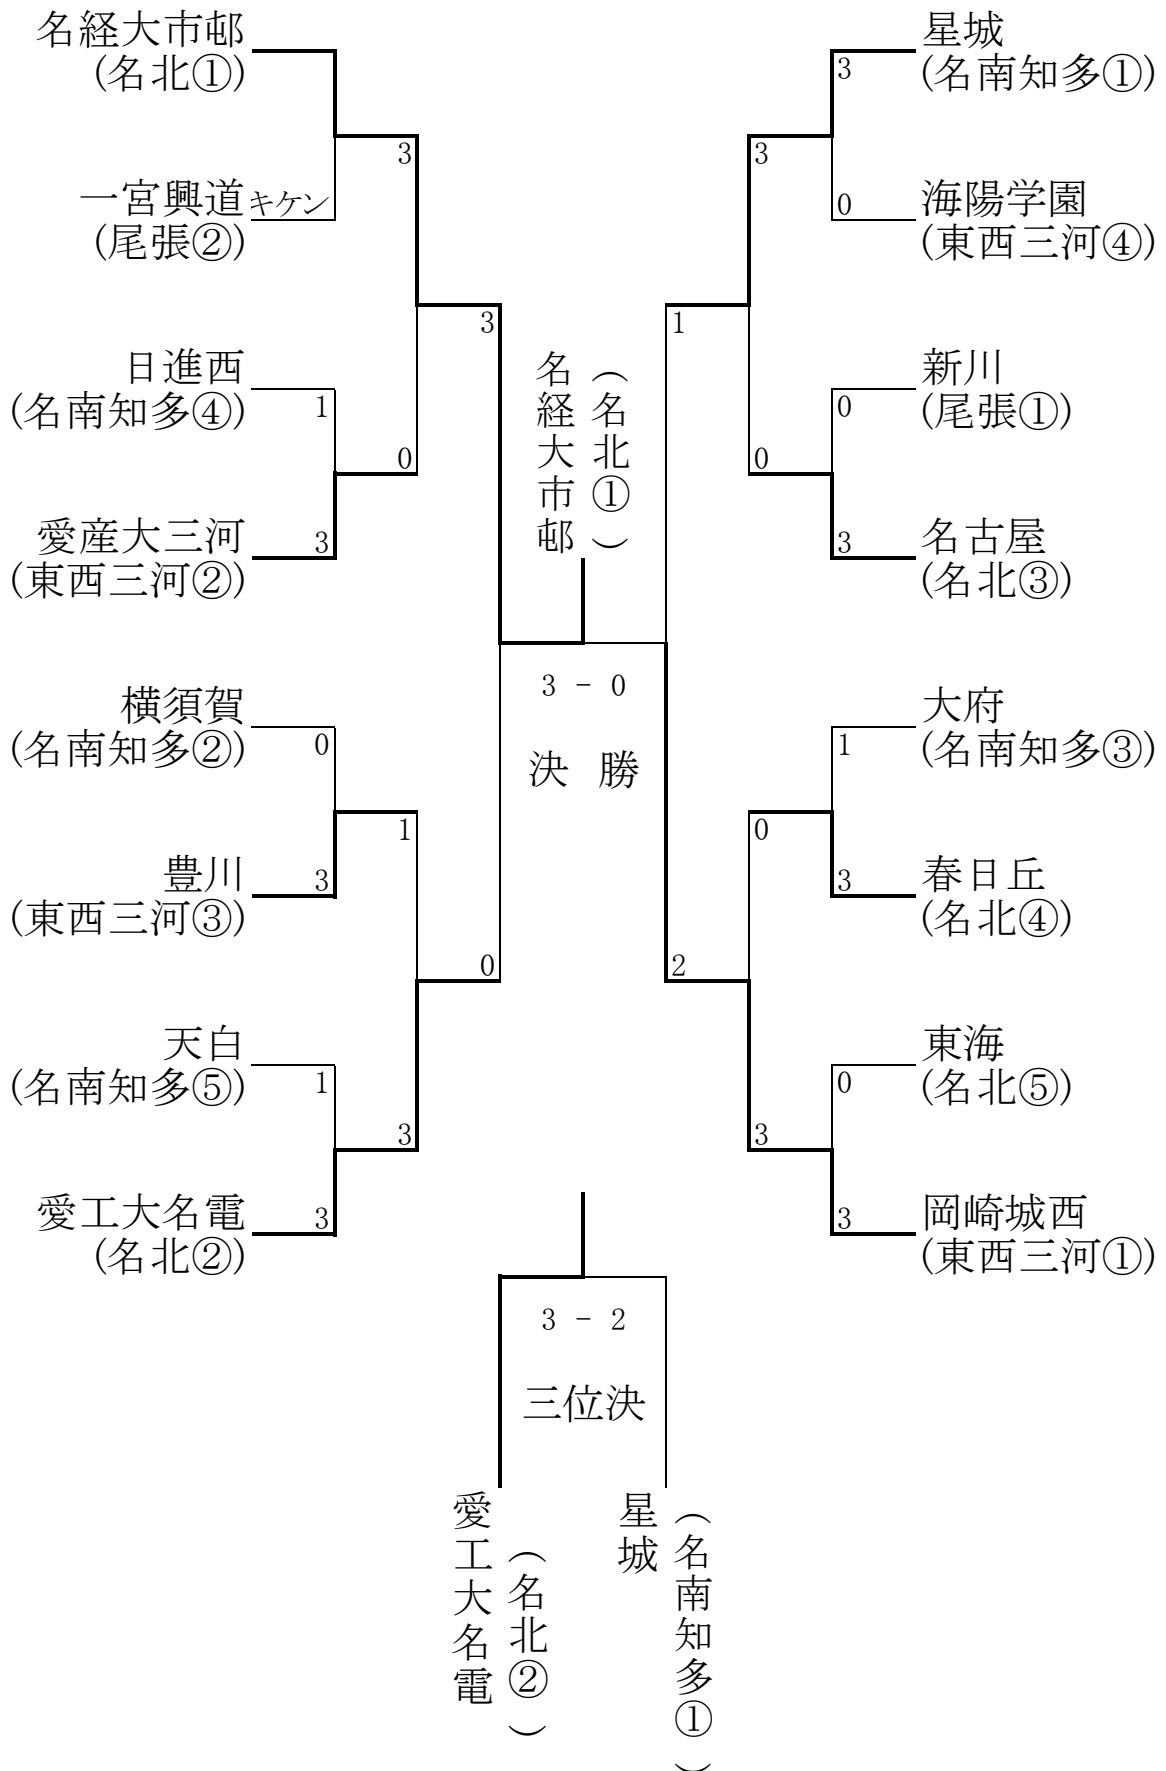 名経大市邨
(名北①)
3
一宮興道
キケン
(尾張②)
3
日進西
(名南知多④)
1
0
愛産大三河
3
(東西三河②)
横須賀
(名南知多②)
0
1
豊川
3
(東西三河③)
0
天白
(名南知多⑤)
1
3
愛工大名電
3
(名北②)
名経大市邨
(名北①)
3 - 0
決 勝
星城
3
(名南知多①)
3
海陽学園
0
(東西三河④)
1
新川
0
(尾張①)
0
名古屋
3
(名北③)
大府
1
(名南知多③)
0
春日丘
3
(名北④)
2
東海
0
(名北⑤)
3
岡崎城西
3
(東西三河①)
3 - 2
三位決
愛工大名電
(名北②)
星城
(名南知多①)